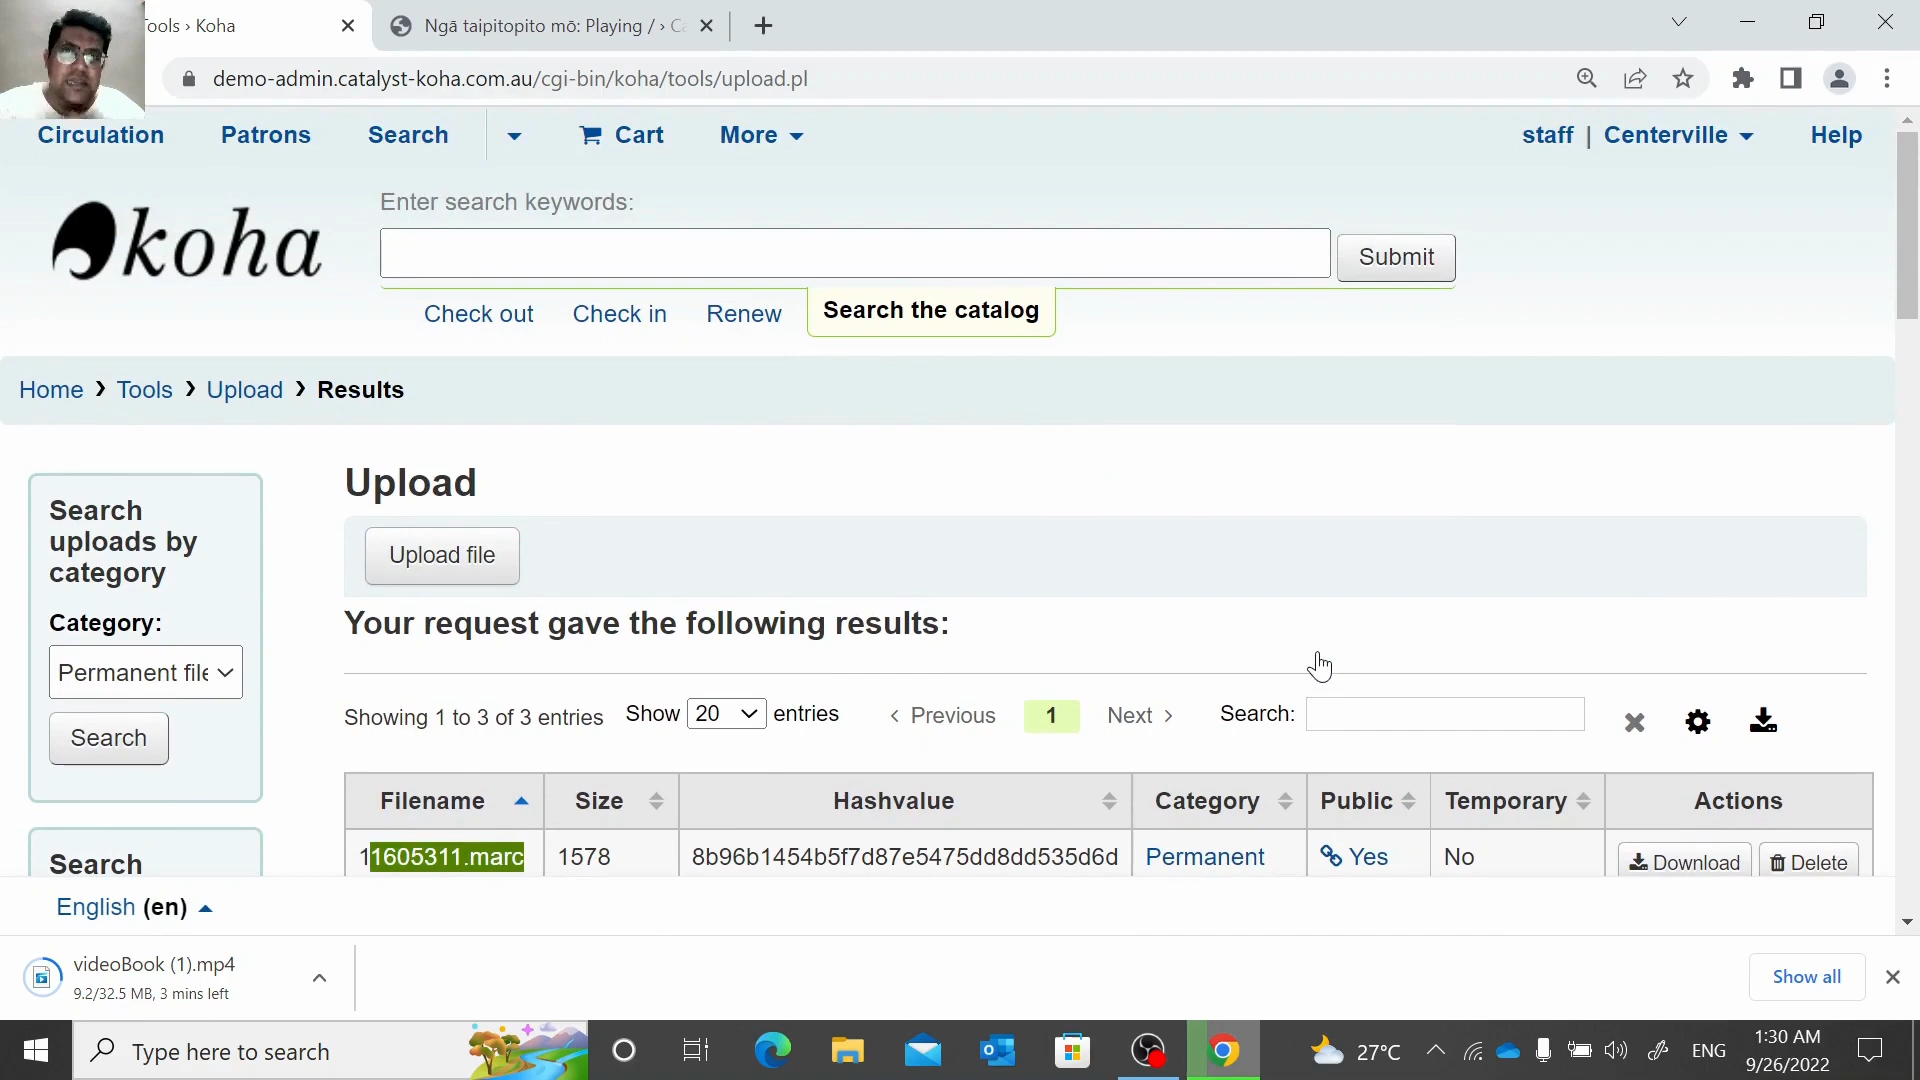 Tools › Koha
Ngā taipitopito mō: Playing / › Ca
demo-admin.catalyst-koha.com.au/cgi-bin/koha/tools/upload.pl
Circulation Patrons Search Cart More staff | Centerville Help
koha
Enter search keywords:
Submit
Check out Check in Renew Search the catalog
Home › Tools › Upload › Results
Search uploads by category
Category:
Permanent file
Search
Search
Upload
Upload file
Your request gave the following results:
Showing 1 to 3 of 3 entries Show 20 entries ‹ Previous 1 Next › Search:
Filename Size Hashvalue Category Public Temporary Actions
11605311.marc 1578 8b96b1454b5f7d87e5475dd8dd535d6d Permanent Yes No Download Delete
English (en)
videoBook (1).mp4
9.2/32.5 MB, 3 mins left
Show all
Type here to search
27°C
ENG
1:30 AM
9/26/2022